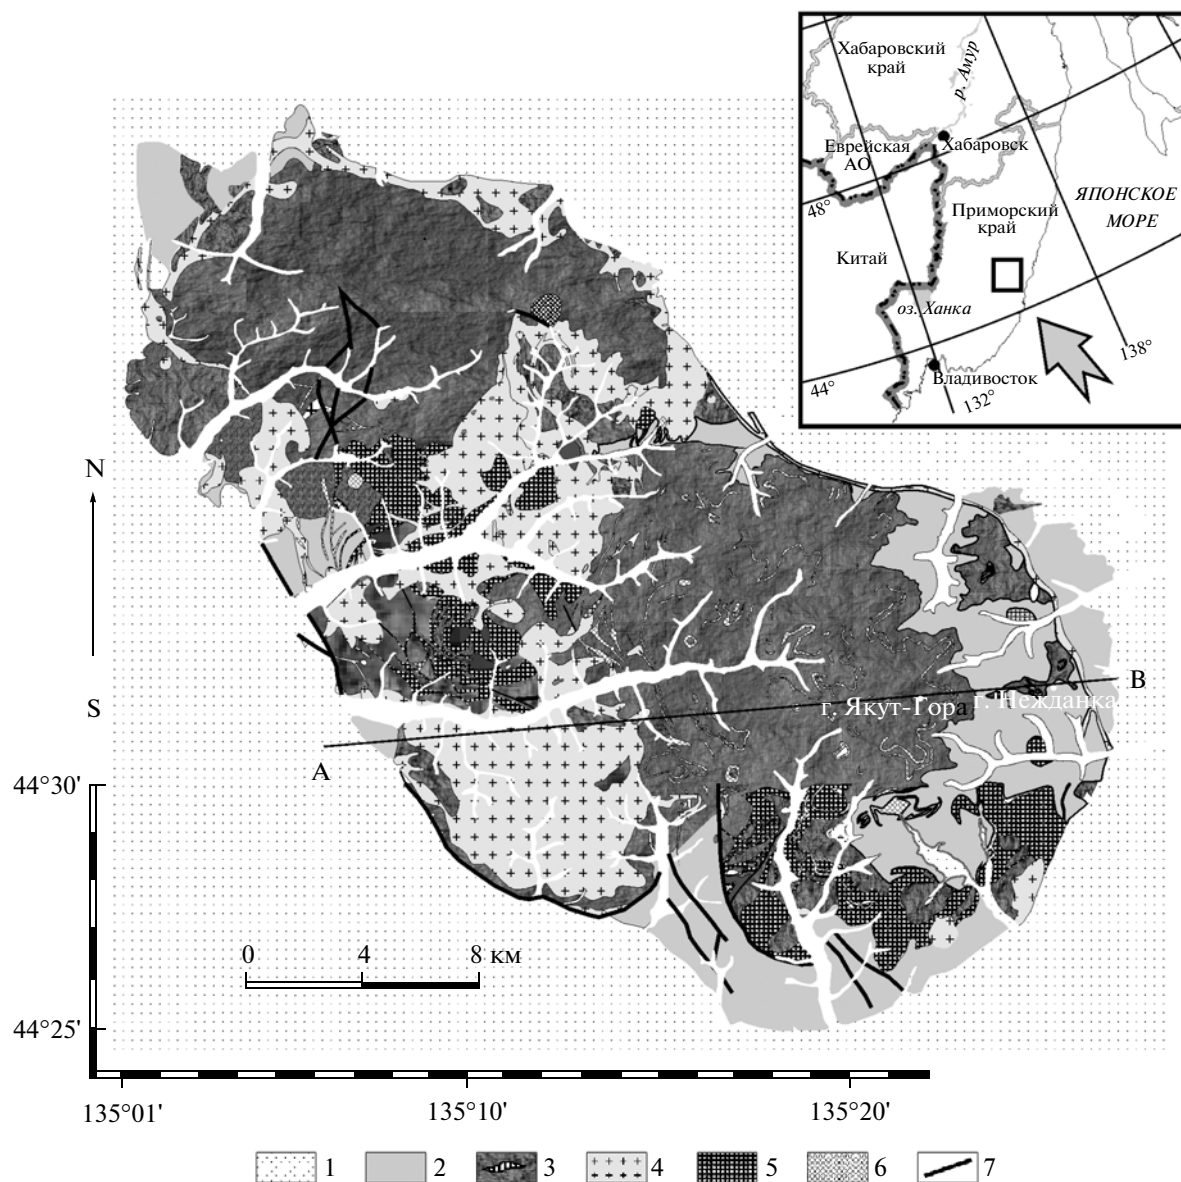 Хабаровский
край
р. Амур
Еврейская
АО
Хабаровск
48°
ЯПОНСКОЕ
МОРЕ
Приморский
край
Китай
оз. Ханка
138°
44°
Владивосток
132°
N
S
B
г. Якут-Гора
г. Нежданка
A
44°30'
0 4 8 км
44°25'
135°01' 135°10' 135°20'
1 2 3 4 5 6 7